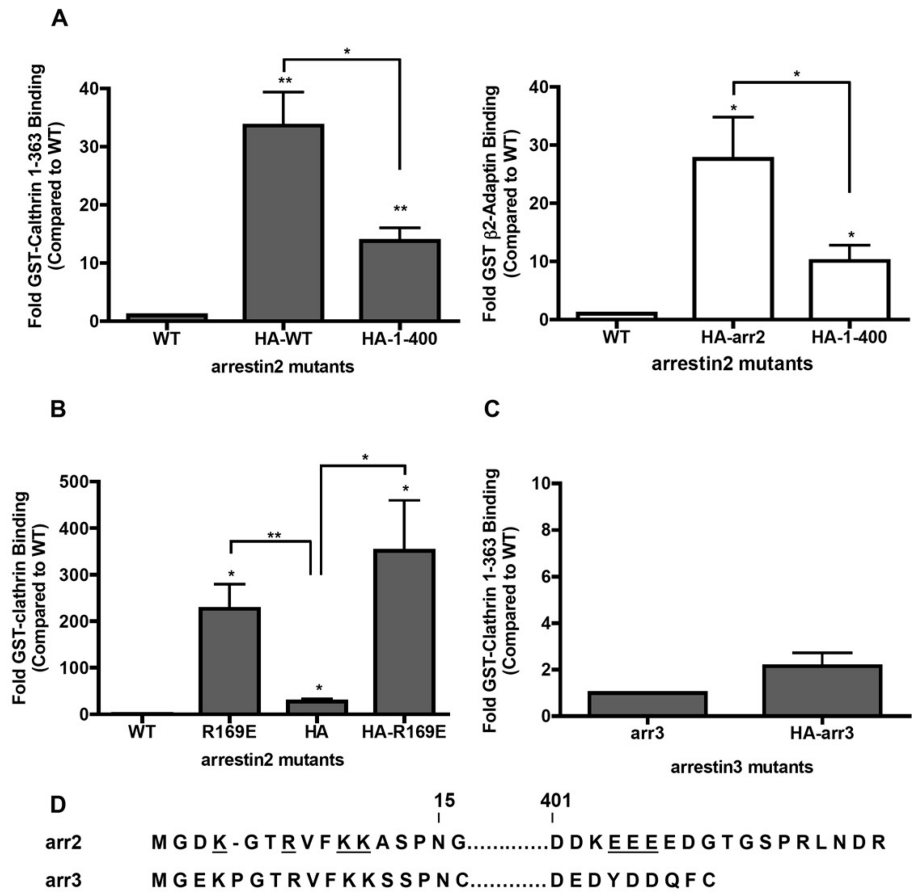 A
*
**
**
40
30
20
10
0
Fold GST-Calthrin 1-363 Binding
(Compared to WT)
WT HA-WT HA-1-400
arrestin2 mutants
*
*
*
40
30
20
10
0
Fold GST β2-Adaptin Binding
(Compared to WT)
WT HA-arr2 HA-1-400
arrestin2 mutants
B
*
*
**
*
*
500
400
300
200
100
0
Fold GST-clathrin Binding
(Compared to WT)
WT R169E HA HA-R169E
arrestin2 mutants
C
10
8
6
4
2
0
Fold GST-Clathrin 1-363 Binding
(Compared to WT)
arr3 HA-arr3
arrestin3 mutants
D
15 401
arr2 M G D K - G T R V F K K A S P N G............. D D K E E E E D G T G S P R L N D R
arr3 M G E K P G T R V F K K S S P N C............. D E D Y D D Q F C